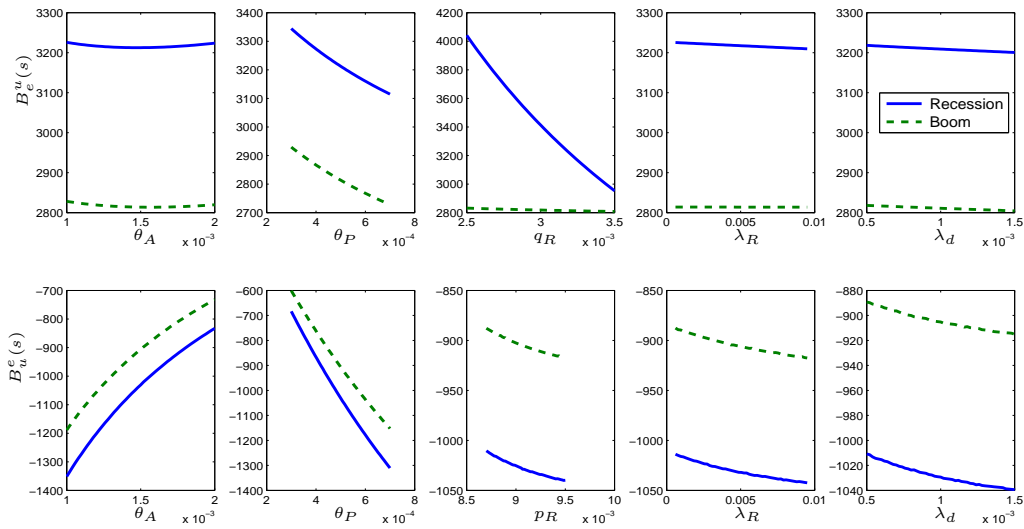 B_e^u(s)
3300
3200
3100
3000
2900
2800
1 1.5 2
θ_A
x 10^−3
3400
3300
3200
3100
3000
2900
2800
2700
2 4 6 8
θ_P
x 10^−4
4200
4000
3800
3600
3400
3200
3000
2800
2.5 3 3.5
q_R
x 10^−3
3300
3200
3100
3000
2900
2800
0 0.005 0.01
λ_R
3300
3200
3100
3000
2900
2800
Recession
Boom
0.5 1 1.5
λ_d
x 10^−3
B_u^e(s)
−700
−800
−900
−1000
−1100
−1200
−1300
−1400
1 1.5 2
θ_A
x 10^−3
−600
−700
−800
−900
−1000
−1100
−1200
−1300
−1400
2 4 6 8
θ_P
x 10^−4
−850
−900
−950
−1000
−1050
8.5 9 9.5 10
p_R
x 10^−3
−850
−900
−950
−1000
−1050
0 0.005 0.01
λ_R
−880
−900
−920
−940
−960
−980
−1000
−1020
−1040
0.5 1 1.5
λ_d
x 10^−3